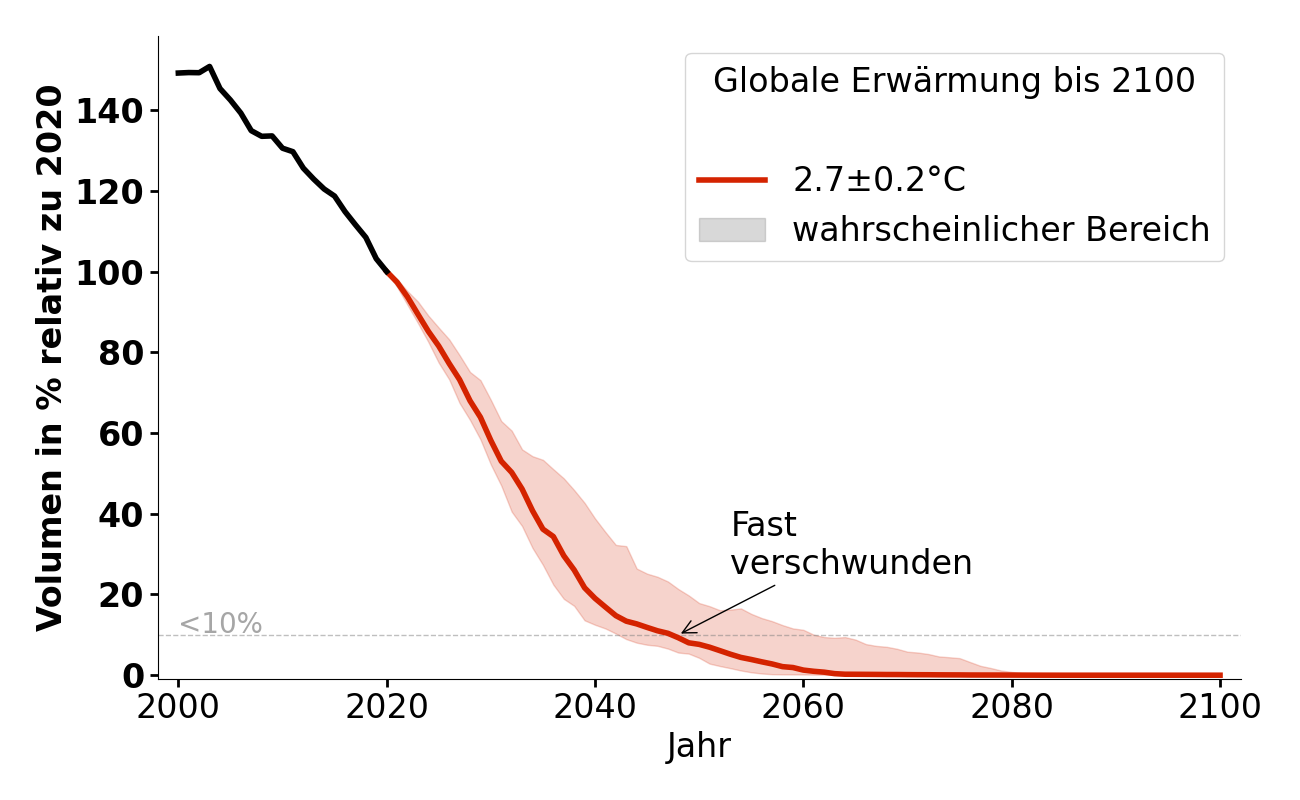 Volumen in % relativ zu 2020
140
120
100
80
60
40
20
0
Globale Erwärmung bis 2100
2.7±0.2°C
wahrscheinlicher Bereich
Fast
verschwunden
<10%
2000 2020 2040 2060 2080 2100
Jahr